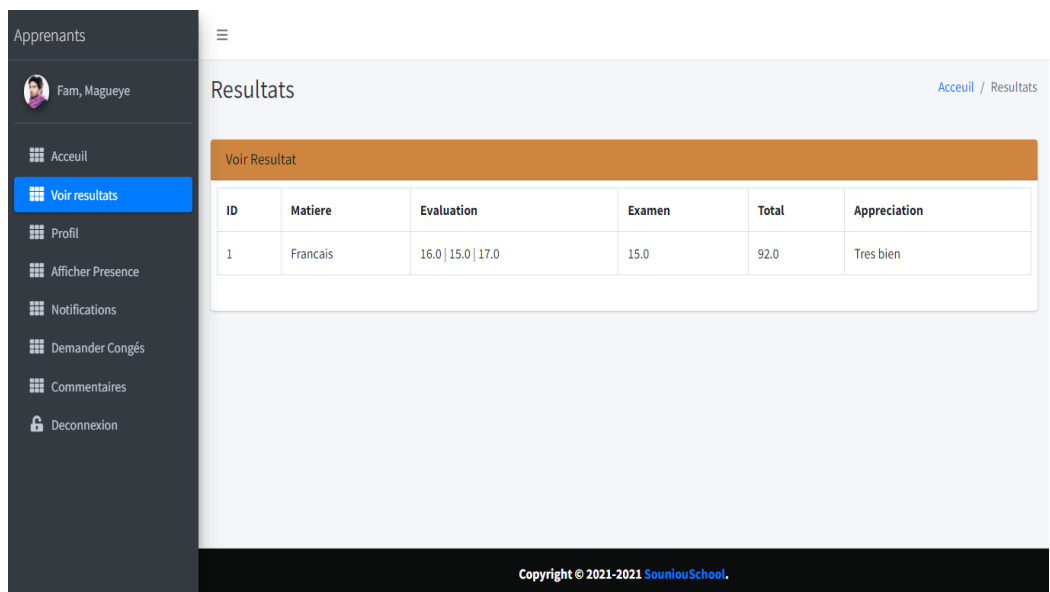 Apprenants
Fam, Magueye
Acceuil
Voir resultats
Profil
Afficher Presence
Notifications
Demander Congés
Commentaires
Deconnexion
Resultats
Acceuil / Resultats
Voir Resultat
ID Matiere Evaluation Examen Total Appreciation
1 Francais 16.0 | 15.0 | 17.0 15.0 92.0 Tres bien
Copyright © 2021-2021 SouniouSchool.